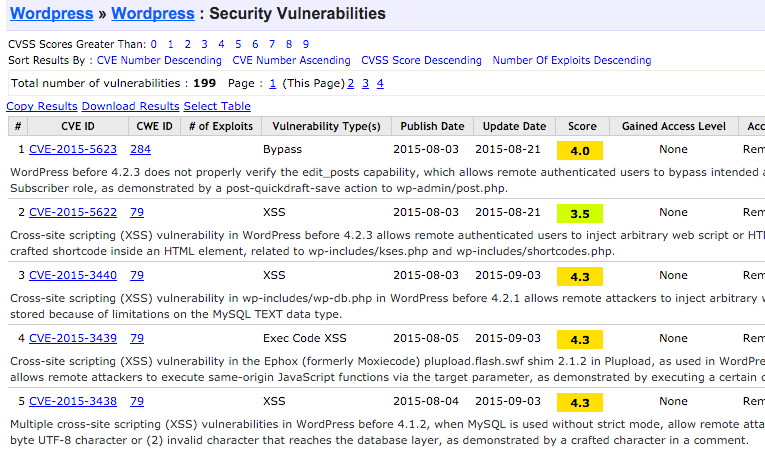 Wordpress » Wordpress : Security Vulnerabilities
CVSS Scores Greater Than: 0 1 2 3 4 5 6 7 8 9
Sort Results By : CVE Number Descending CVE Number Ascending CVSS Score Descending Number Of Exploits Descending
Total number of vulnerabilities : 199 Page : 1 (This Page) 2 3 4
Copy Results Download Results Select Table
# CVE ID CWE ID # of Exploits Vulnerability Type(s) Publish Date Update Date Score Gained Access Level Acc
1 CVE-2015-5623 284 Bypass 2015-08-03 2015-08-21 4.0 None Rem
WordPress before 4.2.3 does not properly verify the edit_posts capability, which allows remote authenticated users to bypass intended a
Subscriber role, as demonstrated by a post-quickdraft-save action to wp-admin/post.php.
2 CVE-2015-5622 79 XSS 2015-08-03 2015-08-21 3.5 None Rem
Cross-site scripting (XSS) vulnerability in WordPress before 4.2.3 allows remote authenticated users to inject arbitrary web script or HT
crafted shortcode inside an HTML element, related to wp-includes/kses.php and wp-includes/shortcodes.php.
3 CVE-2015-3440 79 XSS 2015-08-03 2015-09-03 4.3 None Rem
Cross-site scripting (XSS) vulnerability in wp-includes/wp-db.php in WordPress before 4.2.1 allows remote attackers to inject arbitrary w
stored because of limitations on the MySQL TEXT data type.
4 CVE-2015-3439 79 Exec Code XSS 2015-08-05 2015-09-03 4.3 None Rem
Cross-site scripting (XSS) vulnerability in the Ephox (formerly Moxiecode) plupload.flash.swf shim 2.1.2 in Plupload, as used in WordPre
allows remote attackers to execute same-origin JavaScript functions via the target parameter, as demonstrated by executing a certain c
5 CVE-2015-3438 79 XSS 2015-08-04 2015-09-03 4.3 None Rem
Multiple cross-site scripting (XSS) vulnerabilities in WordPress before 4.1.2, when MySQL is used without strict mode, allow remote atta
byte UTF-8 character or (2) invalid character that reaches the database layer, as demonstrated by a crafted character in a comment.